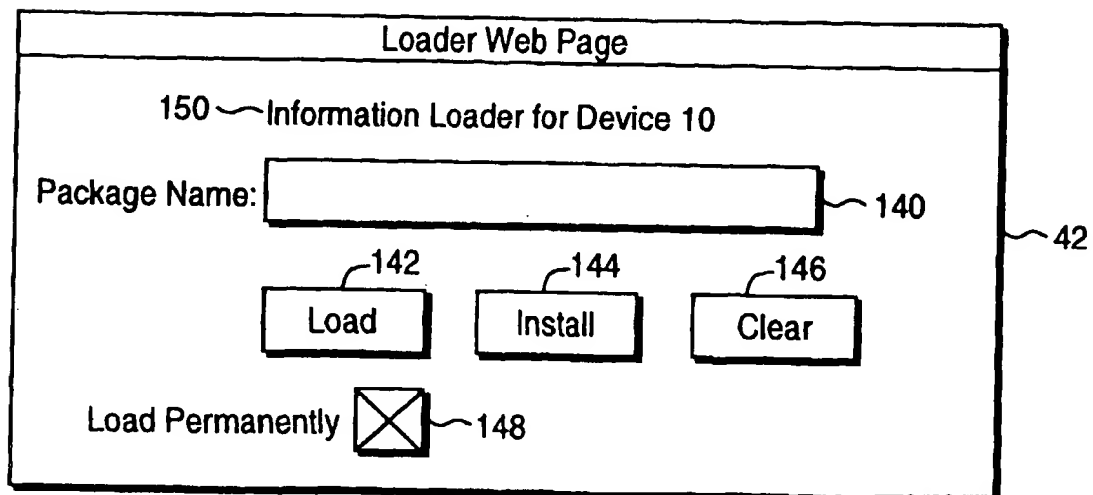 Loader Web Page
150 Information Loader for Device 10
Package Name: 140
42
142 144 146
Load Install Clear
Load Permanently 148